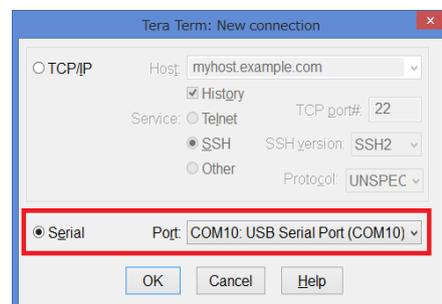 Tera Term: New connection
x
TCP/IP
Host: myhost.example.com
History
Service: Telnet
TCP port#: 22
SSH
SSH version: SSH2
Other
Protocol: UNSPEC
Serial
Port: COM10: USB Serial Port (COM10)
OK
Cancel
Help